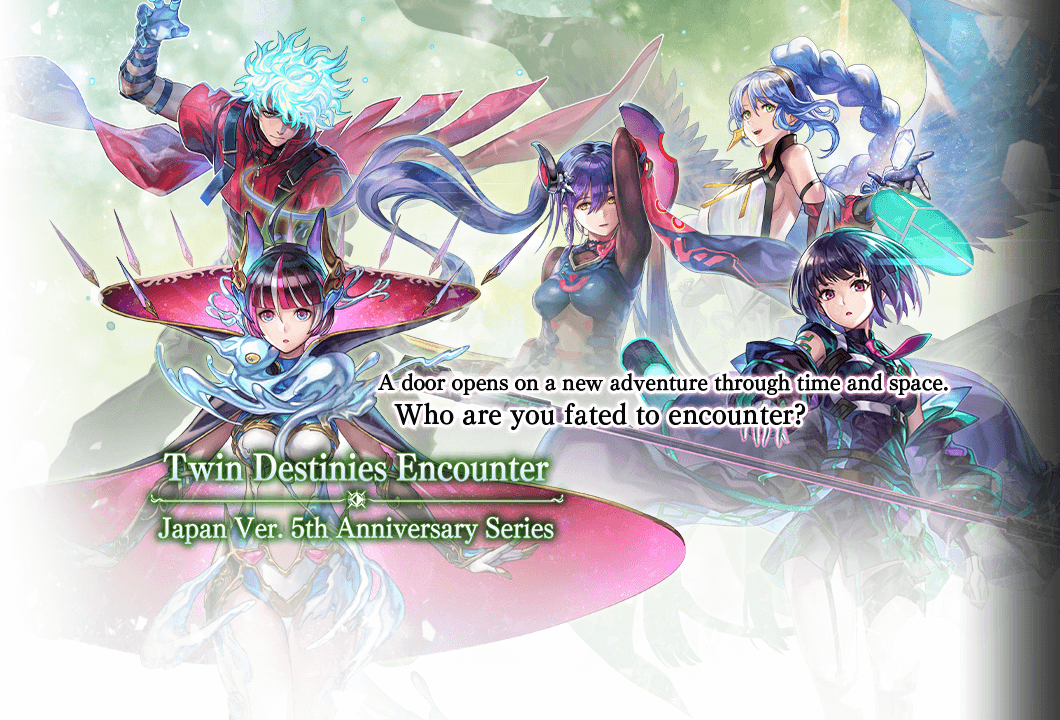 A door opens on a new adventure through time and space.
Who are you fated to encounter?
Twin Destinies Encounter
Japan Ver. 5th Anniversary Series